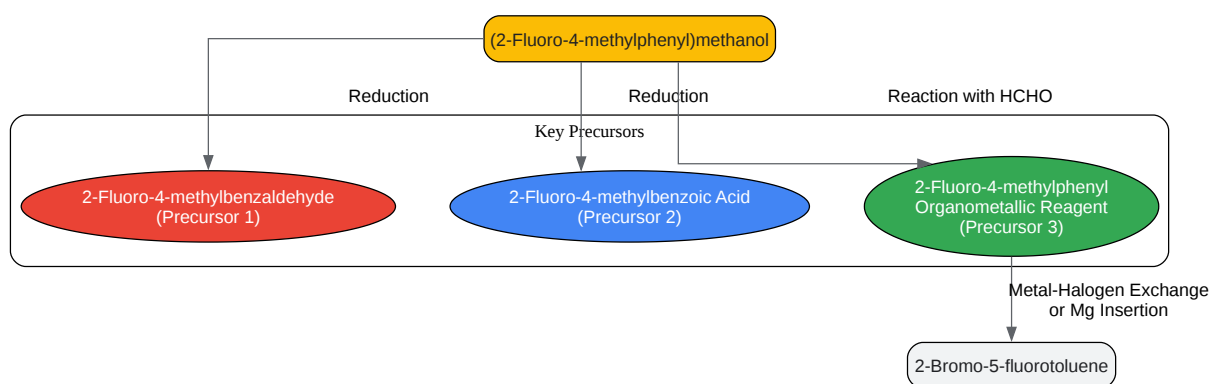 (2-Fluoro-4-methylphenyl)methanol
Reduction
Reduction
Reaction with HCHO
Key Precursors
2-Fluoro-4-methylbenzaldehyde
(Precursor 1)
2-Fluoro-4-methylbenzoic Acid
(Precursor 2)
2-Fluoro-4-methylphenyl
Organometallic Reagent
(Precursor 3)
Metal-Halogen Exchange
or Mg Insertion
2-Bromo-5-fluorotoluene